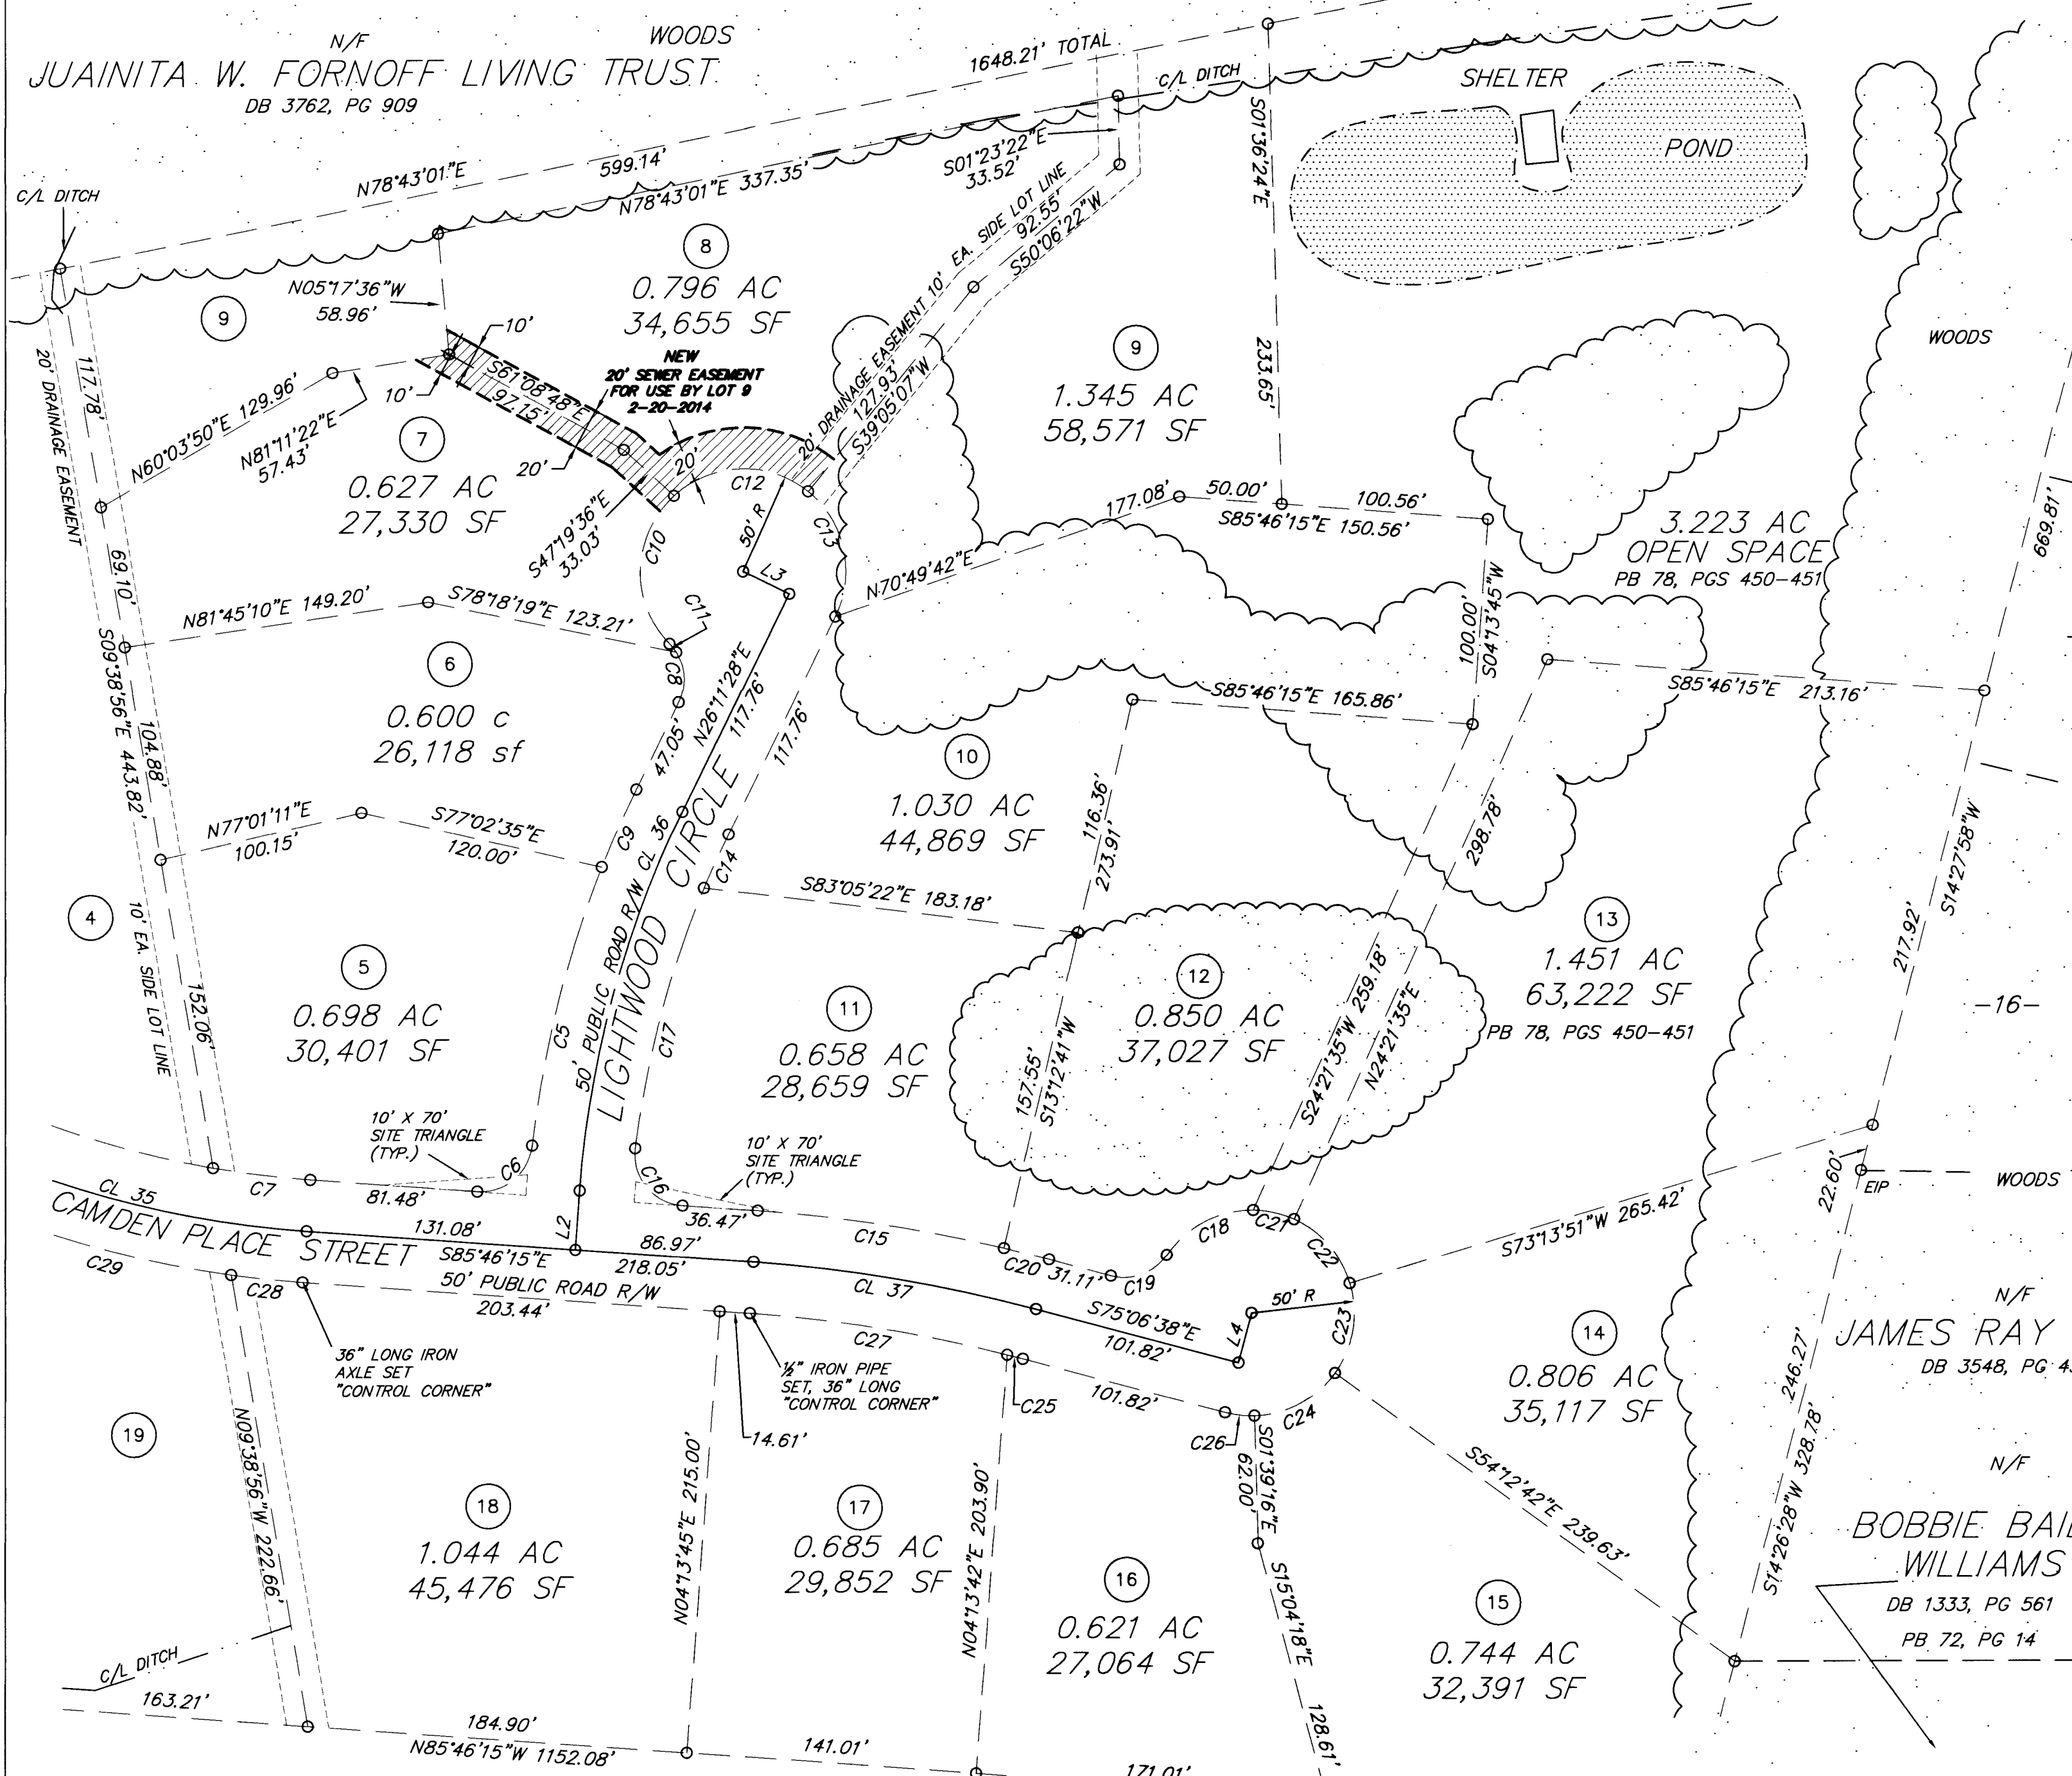 N/F
WOODS
JUAINITA W. FORNOFF LIVING TRUST
DB 3762, PG 909
1648.21' TOTAL
C/L DITCH
SHELTER
POND
S01°36'24"E
233.65'
S01°23'22"E
33.52'
599.14'
N78°43'01"E
N78°43'01"E 337.35'
C/L DITCH
20' DRAINAGE EASEMENT 10' EA. SIDE LOT LINE
92.55'
S50°06'22"W
127.93'
S39°05'07"W
N05°17'36"W
58.96'
9
8
0.796 AC
34,655 SF
NEW
20' SEWER EASEMENT
FOR USE BY LOT 9
2-20-2014
10'
10'
S61°08'48"E
97.15'
20'
20'
9
1.345 AC
58,571 SF
WOODS
20' DRAINAGE EASEMENT
10' EA. SIDE LOT LINE
117.78'
69.10'
S09°38'56"E 443.82'
104.88'
152.06'
N60°03'50"E 129.96'
N81°11'22"E
57.43'
7
0.627 AC
27,330 SF
S47°19'36"E
33.03'
C12
50' R
C10
C13
L3
C11
C8
177.08'
50.00'
100.56'
S85°46'15"E 150.56'
N70°49'42"E
3.223 AC
OPEN SPACE
PB 78, PGS 450-451
669.81'
100.00'
S04°13'45"W
N81°45'10"E 149.20'
S78°18'19"E 123.21'
6
0.600 c
26,118 sf
47.05'
N26°11'28"E
117.76'
117.76'
S85°46'15"E 165.86'
S85°46'15"E 213.16'
10
1.030 AC
44,869 SF
116.36'
273.91'
298.78'
S14°27'58"W
217.92'
N77°01'11"E
100.15'
S77°02'35"E
120.00'
C9
C14
50' PUBLIC ROAD R/W CL 36
LIGHTWOOD CIRCLE
S83°05'22"E 183.18'
4
5
0.698 AC
30,401 SF
C5
C17
11
0.658 AC
28,659 SF
12
0.850 AC
37,027 SF
13
1.451 AC
63,222 SF
PB 78, PGS 450-451
-16-
157.55'
S13°12'41"W
S24°21'35"W 259.18'
N24°21'35"E
10' X 70'
SITE TRIANGLE
(TYP.)
10' X 70'
SITE TRIANGLE
(TYP.)
C7
81.48'
C6
C16
36.47'
C15
C18
C21
C22
C20
31.11'
C19
S73°13'51"W 265.42'
22.60'
EIP
WOODS
CL 35
CAMDEN PLACE STREET
131.08'
L2
S85°46'15"E
218.05'
86.97'
CL 37
S75°06'38"E
101.82'
50' R
L4
C23
50' PUBLIC ROAD R/W
203.44'
C29
C28
36" LONG IRON
AXLE SET
"CONTROL CORNER"
C27
½" IRON PIPE
SET, 36" LONG
"CONTROL CORNER"
14.61'
C25
101.82'
C26
C24
14
0.806 AC
35,117 SF
N/F
JAMES RAY
DB 3548, PG 4
246.27'
S14°26'28"W 328.78'
N/F
BOBBIE BAI
WILLIAMS
DB 1333, PG 561
PB 72, PG 14
19
N09°38'56"W 222.66'
18
1.044 AC
45,476 SF
N04°13'45"E 215.00'
17
0.685 AC
29,852 SF
N04°13'42"E 203.90'
16
0.621 AC
27,064 SF
S01°39'16"E
62.00'
S15°04'18"E 128.61'
S54°12'42"E 239.63'
15
0.744 AC
32,391 SF
C/L DITCH
163.21'
184.90'
N85°46'15"W 1152.08'
141.01'
171.01'